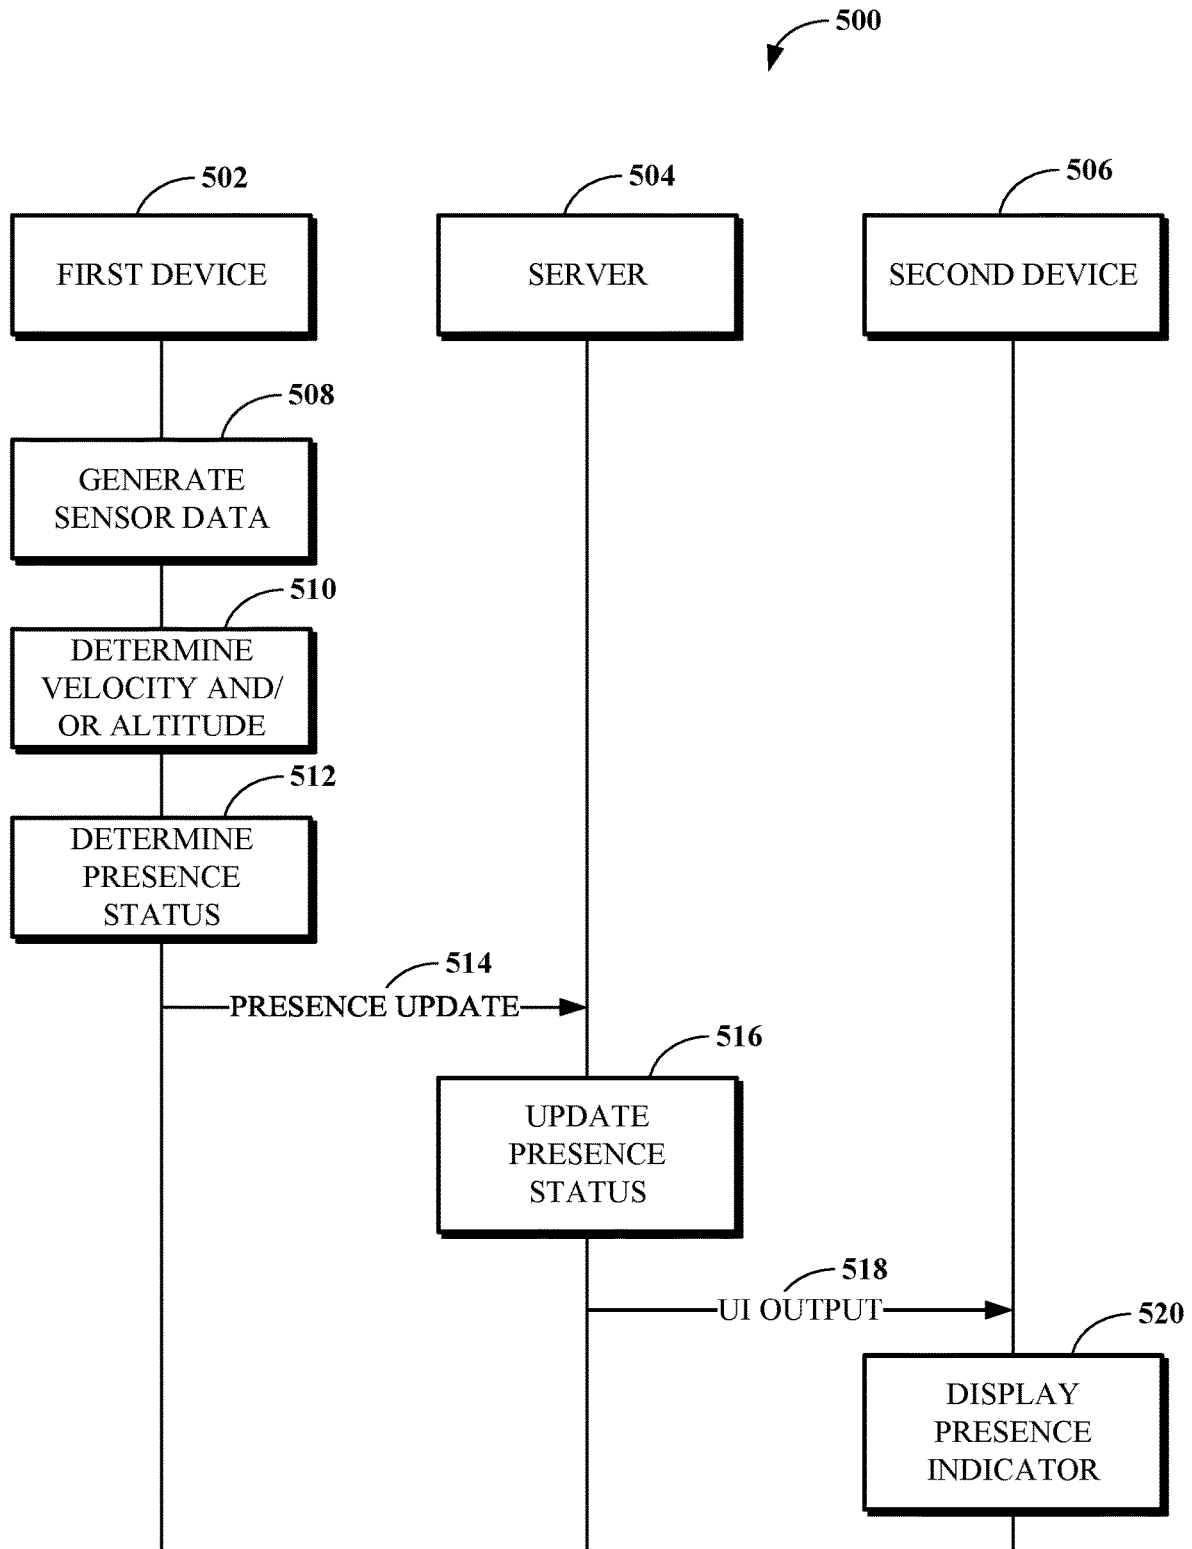 500
502
504
506
FIRST DEVICE
SERVER
SECOND DEVICE
508
GENERATE
SENSOR DATA
510
DETERMINE
VELOCITY AND/
OR ALTITUDE
512
DETERMINE
PRESENCE
STATUS
514
PRESENCE UPDATE
516
UPDATE
PRESENCE
STATUS
518
UI OUTPUT
520
DISPLAY
PRESENCE
INDICATOR